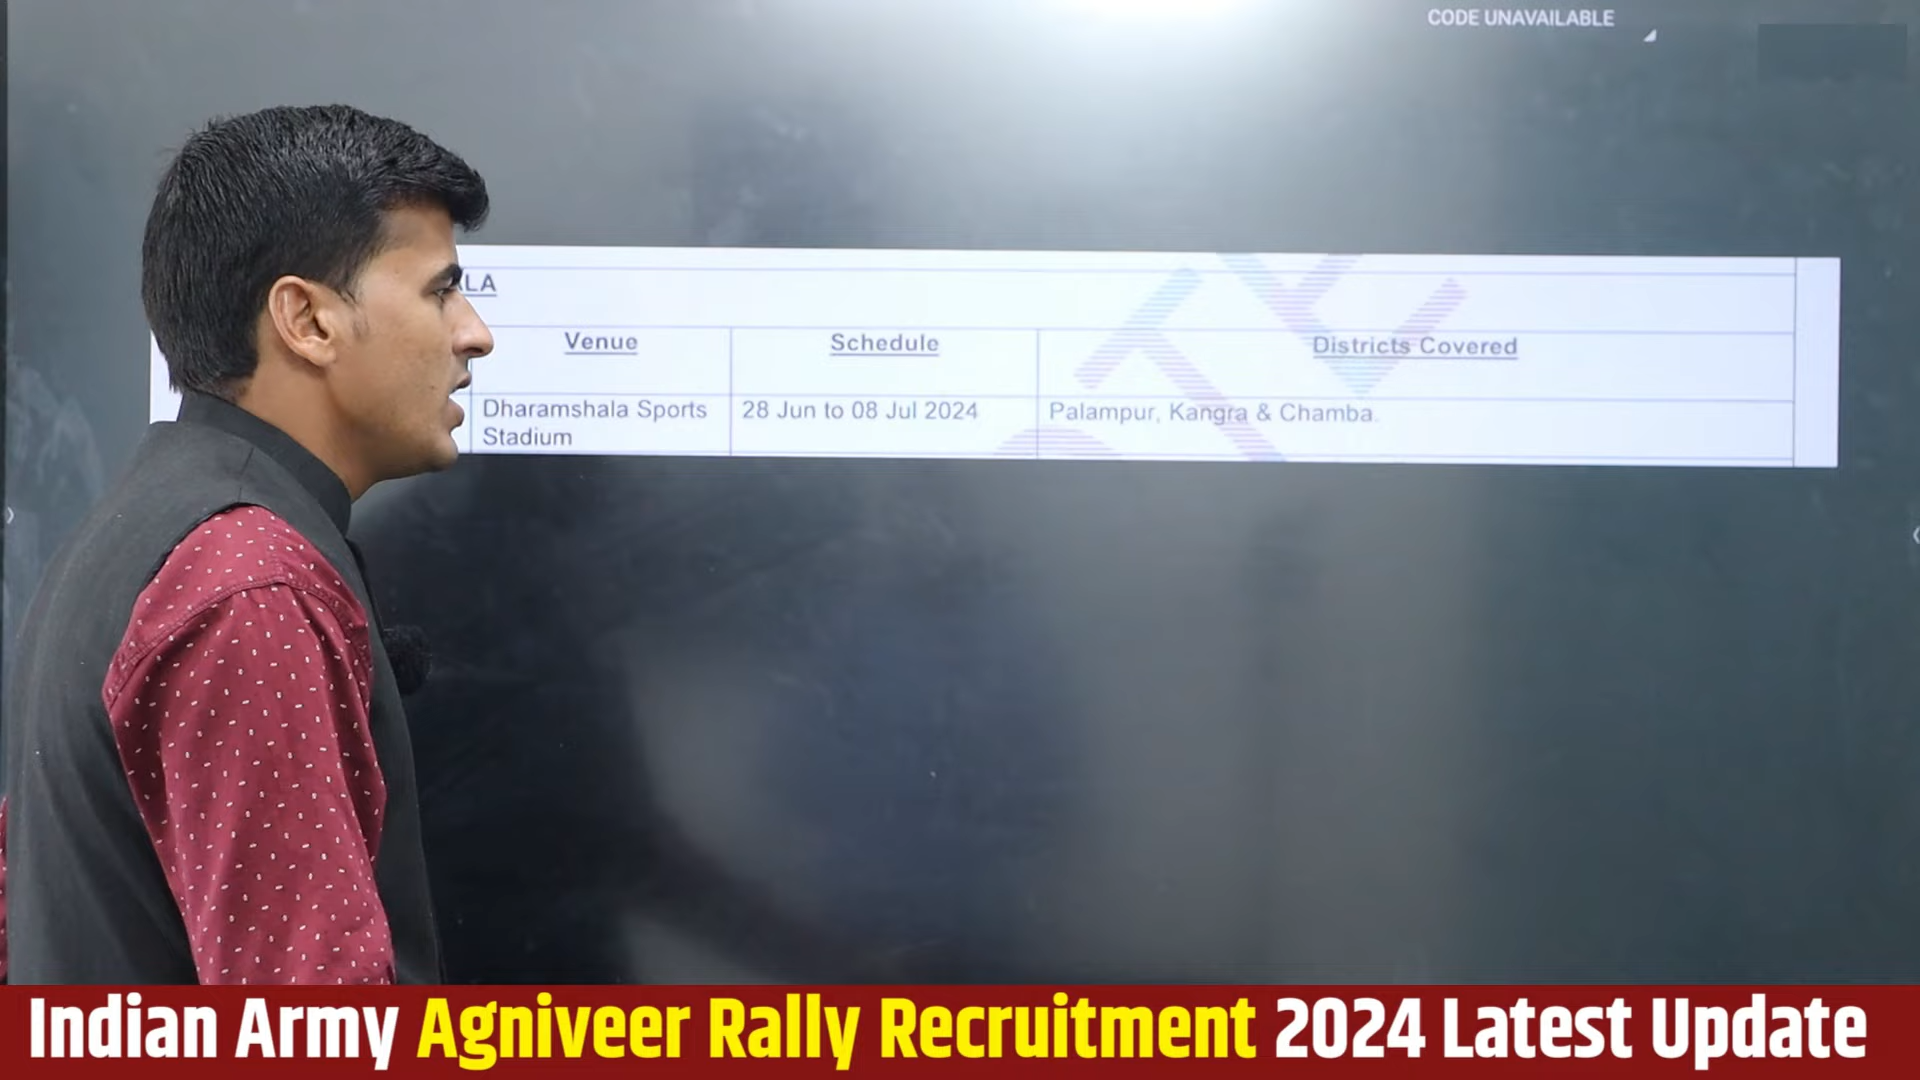 CODE UNAVAILABLE
LA
Venue
Schedule
Districts Covered
Dharamshala Sports
Stadium
28 Jun to 08 Jul 2024
Palampur, Kangra & Chamba.
Indian Army Agniveer Rally Recruitment 2024 Latest Update